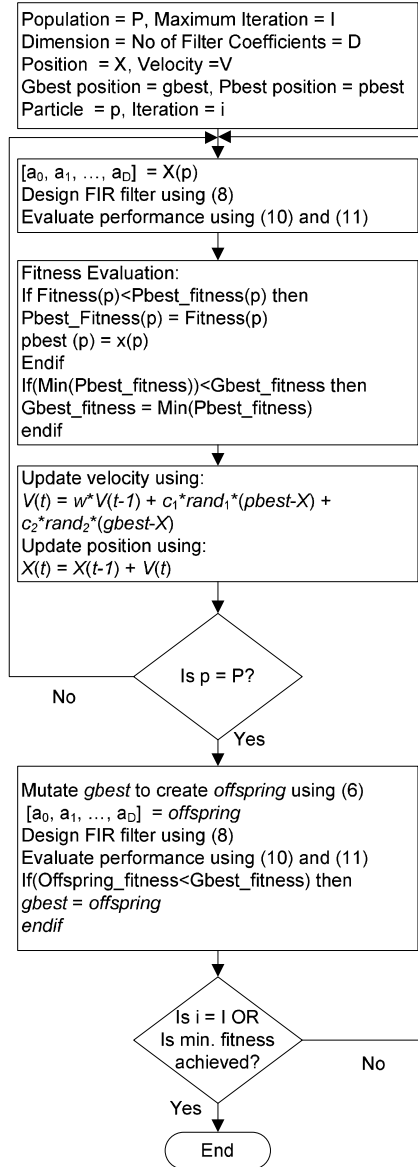 Population = P, Maximum Iteration = I
Dimension = No of Filter Coefficients = D
Position = X, Velocity =V
Gbest position = gbest, Pbest position = pbest
Particle = p, Iteration = i
[a₀, a₁, …, a_D] = X(p)
Design FIR filter using (8)
Evaluate performance using (10) and (11)
Fitness Evaluation:
If Fitness(p)<Pbest_fitness(p) then
Pbest_Fitness(p) = Fitness(p)
pbest (p) = x(p)
Endif
If(Min(Pbest_fitness))<Gbest_fitness then
Gbest_fitness = Min(Pbest_fitness)
endif
Update velocity using:
V(t) = w*V(t-1) + c₁*rand₁*(pbest-X) +
c₂*rand₂*(gbest-X)
Update position using:
X(t) = X(t-1) + V(t)
Is p = P?
No
Yes
Mutate gbest to create offspring using (6)
[a₀, a₁, …, a_D] = offspring
Design FIR filter using (8)
Evaluate performance using (10) and (11)
If(Offspring_fitness<Gbest_fitness) then
gbest = offspring
endif
Is i = I OR
Is min. fitness
achieved?
No
Yes
End